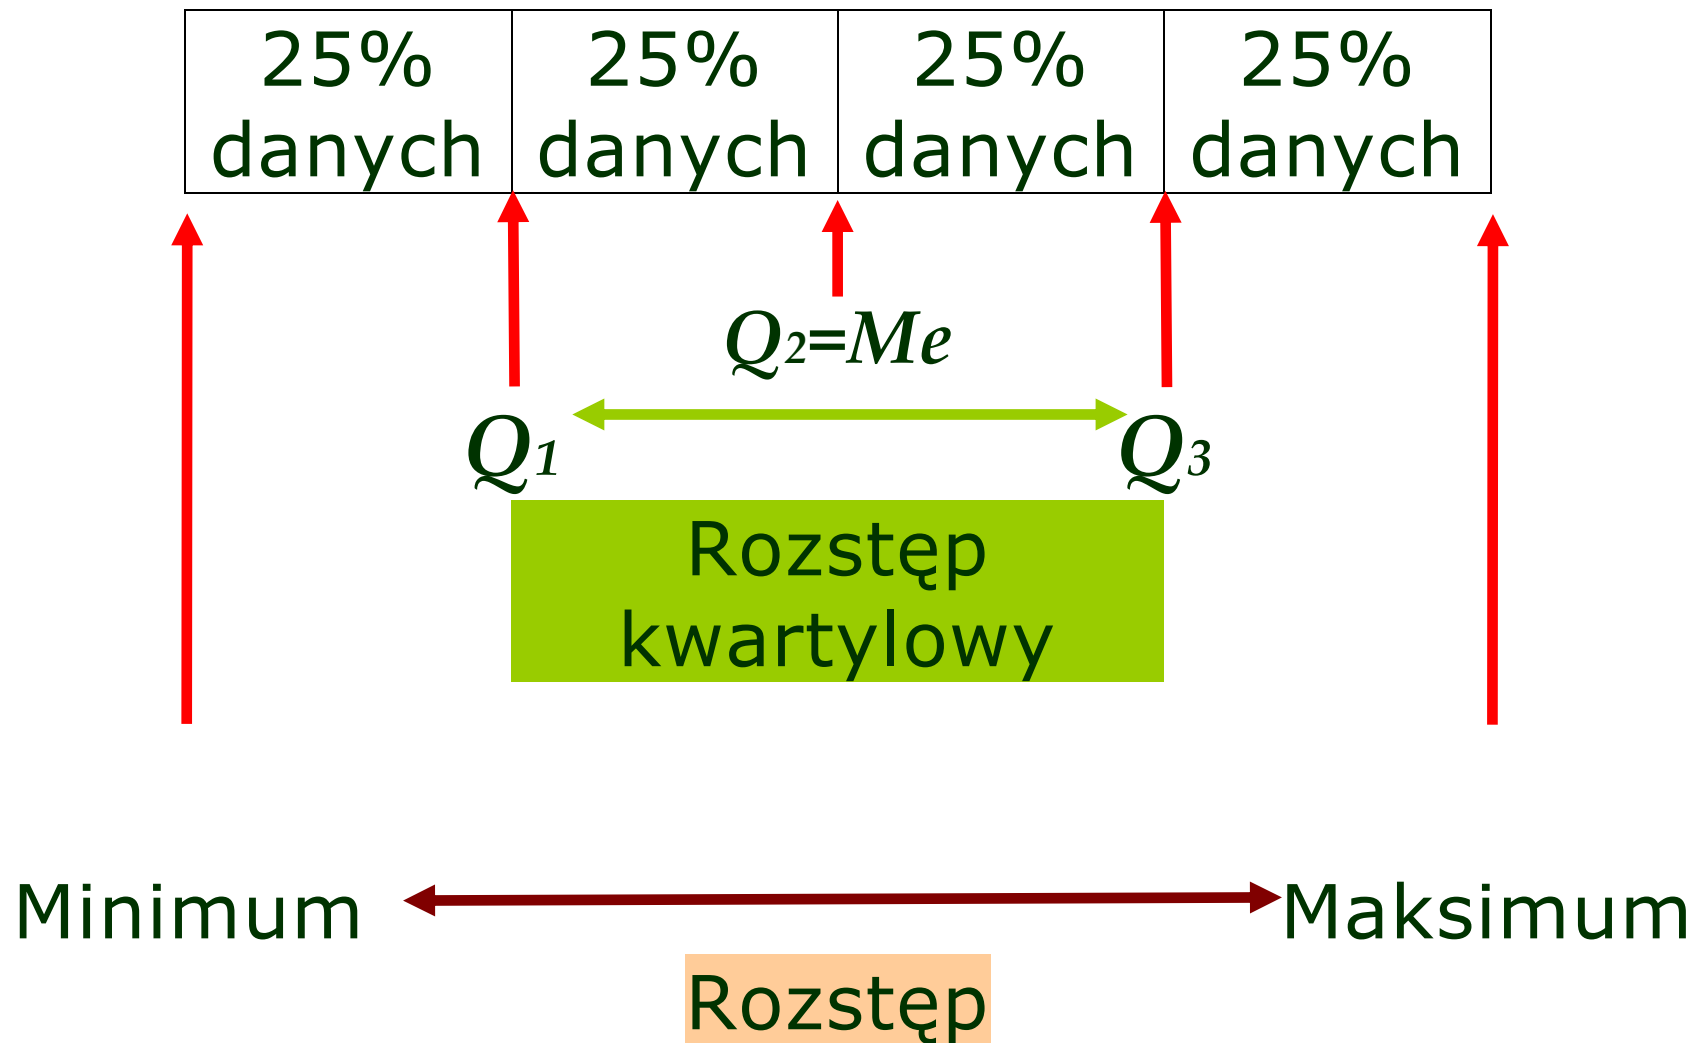 25% 25% 25% 25%
danych danych danych danych
Q2=Me
Q1 Q3
Rozstęp
kwartylowy
Minimum Maksimum
Rozstęp